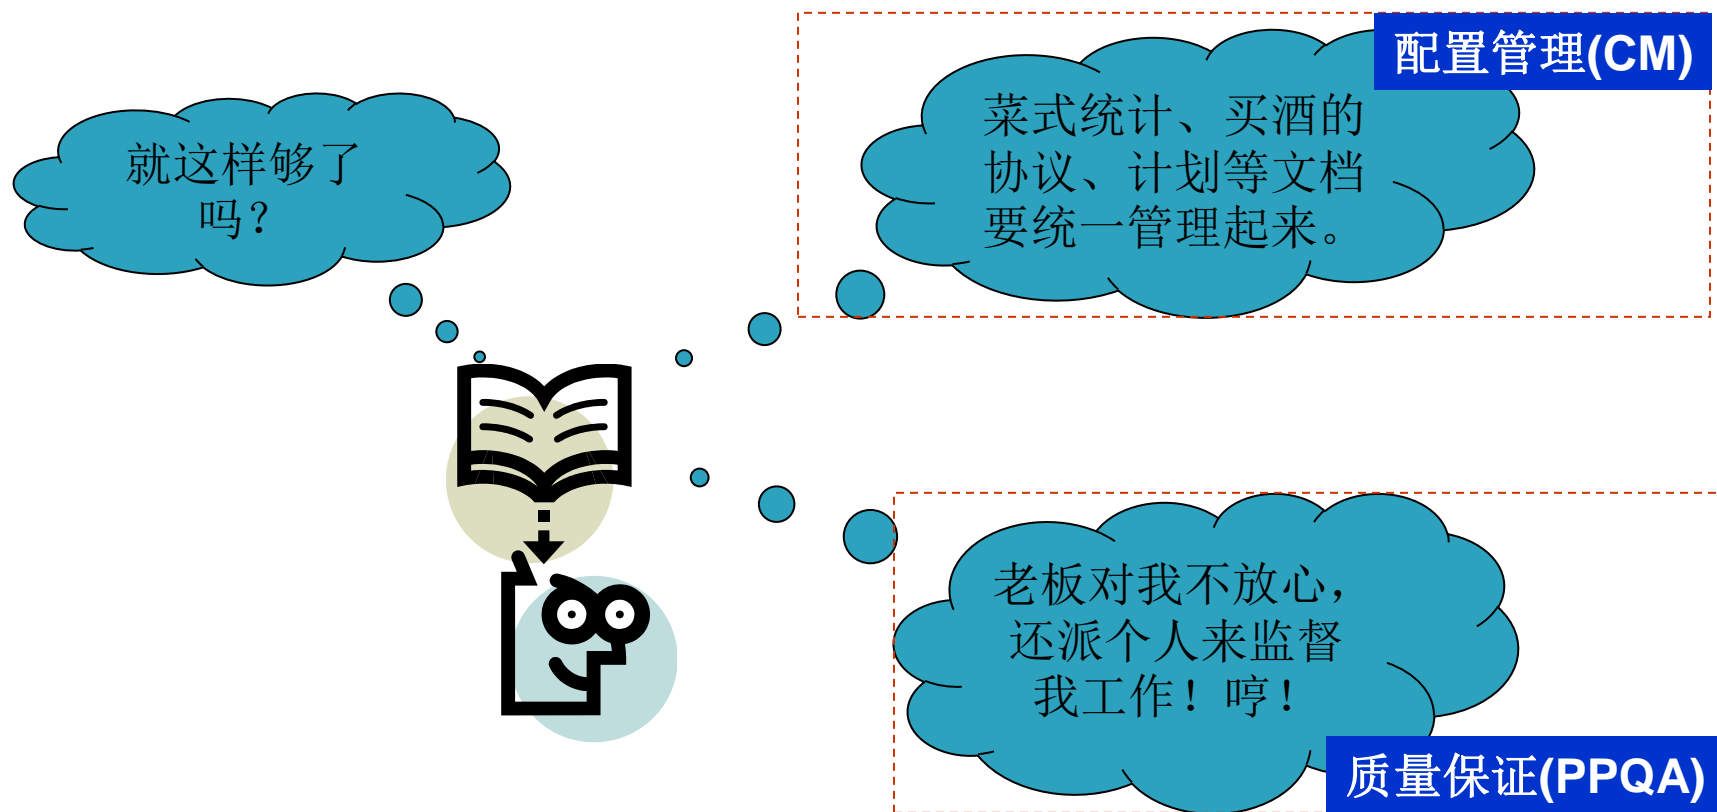 就这样够了
吗？
配置管理(CM)
菜式统计、买酒的
协议、计划等文档
要统一管理起来。
老板对我不放心，
还派个人来监督
我工作！哼！
质量保证(PPQA)